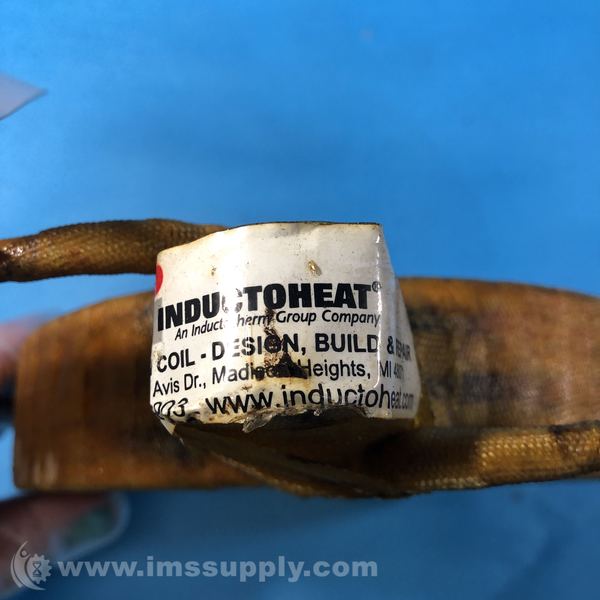 INDUCTOHEAT®
An Inductotherm Group Company
COIL - DESIGN, BUILD & REPAIR
Avis Dr., Madison Heights, MI
www.inductoheat.com
www.imssupply.com